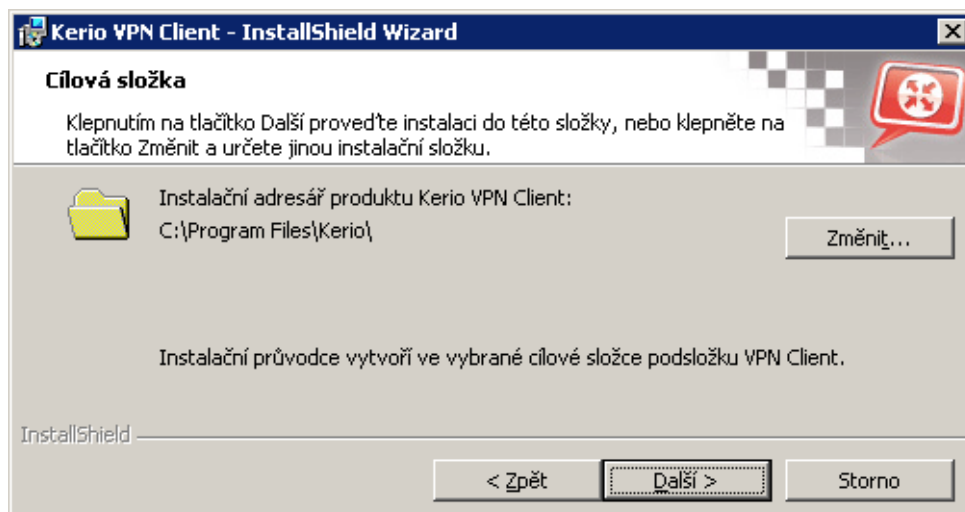 Kerio VPN Client - InstallShield Wizard
Cílová složka
Klepnutím na tlačítko Další proveďte instalaci do této složky, nebo klepněte na
tlačítko Změnit a určete jinou instalační složku.
Instalační adresář produktu Kerio VPN Client:
C:\Program Files\Kerio\
Změnit...
Instalační průvodce vytvoří ve vybrané cílové složce podsložku VPN Client.
InstallShield
< Zpět
Další >
Storno